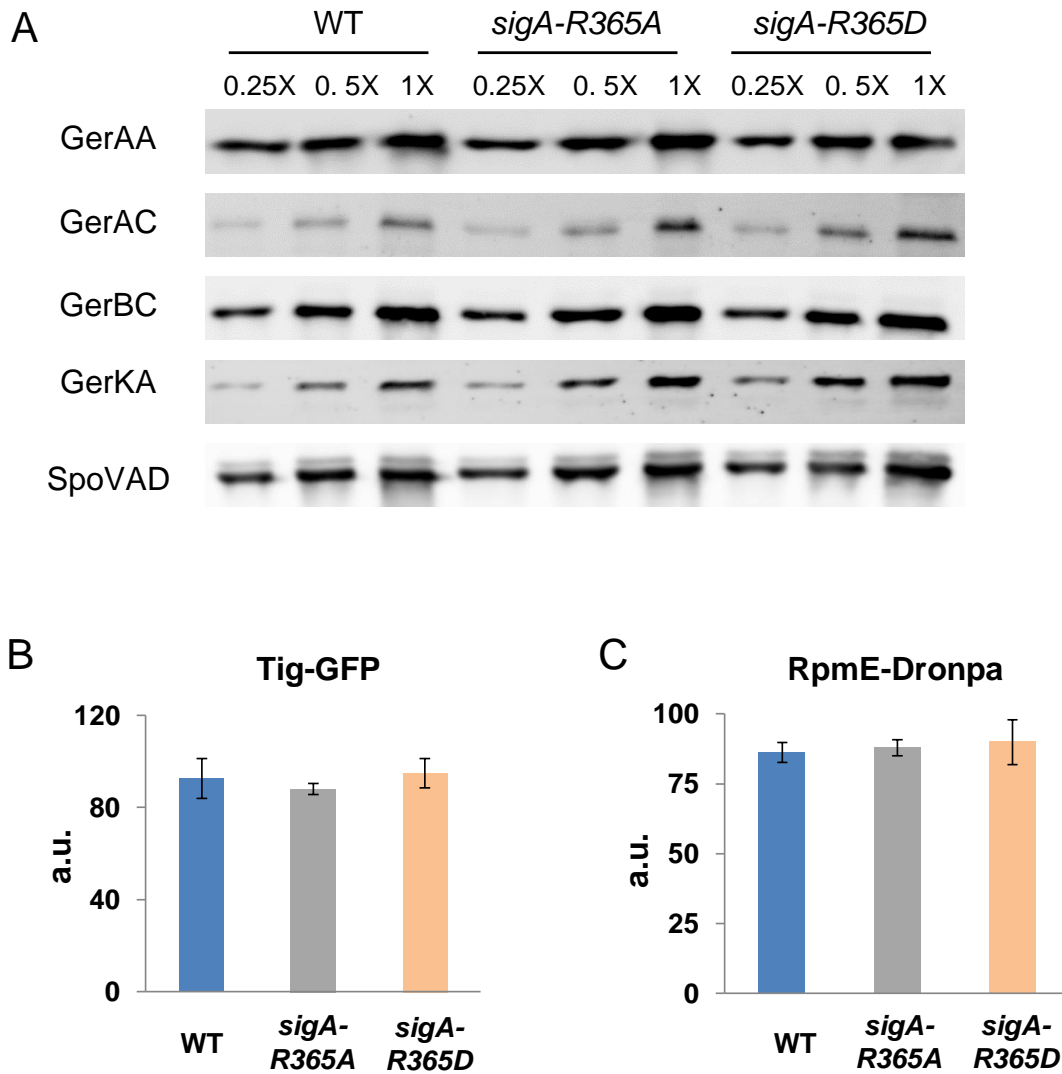 A
WT sigA-R365A sigA-R365D
0.25X 0. 5X 1X 0.25X 0. 5X 1X 0.25X 0. 5X 1X
GerAA
GerAC
GerBC
GerKA
SpoVAD
B
Tig-GFP
120
80
40
0
a.u.
WT
sigA-
R365A
sigA-
R365D
C
RpmE-Dronpa
100
75
50
25
0
a.u.
WT
sigA-
R365A
sigA-
R365D